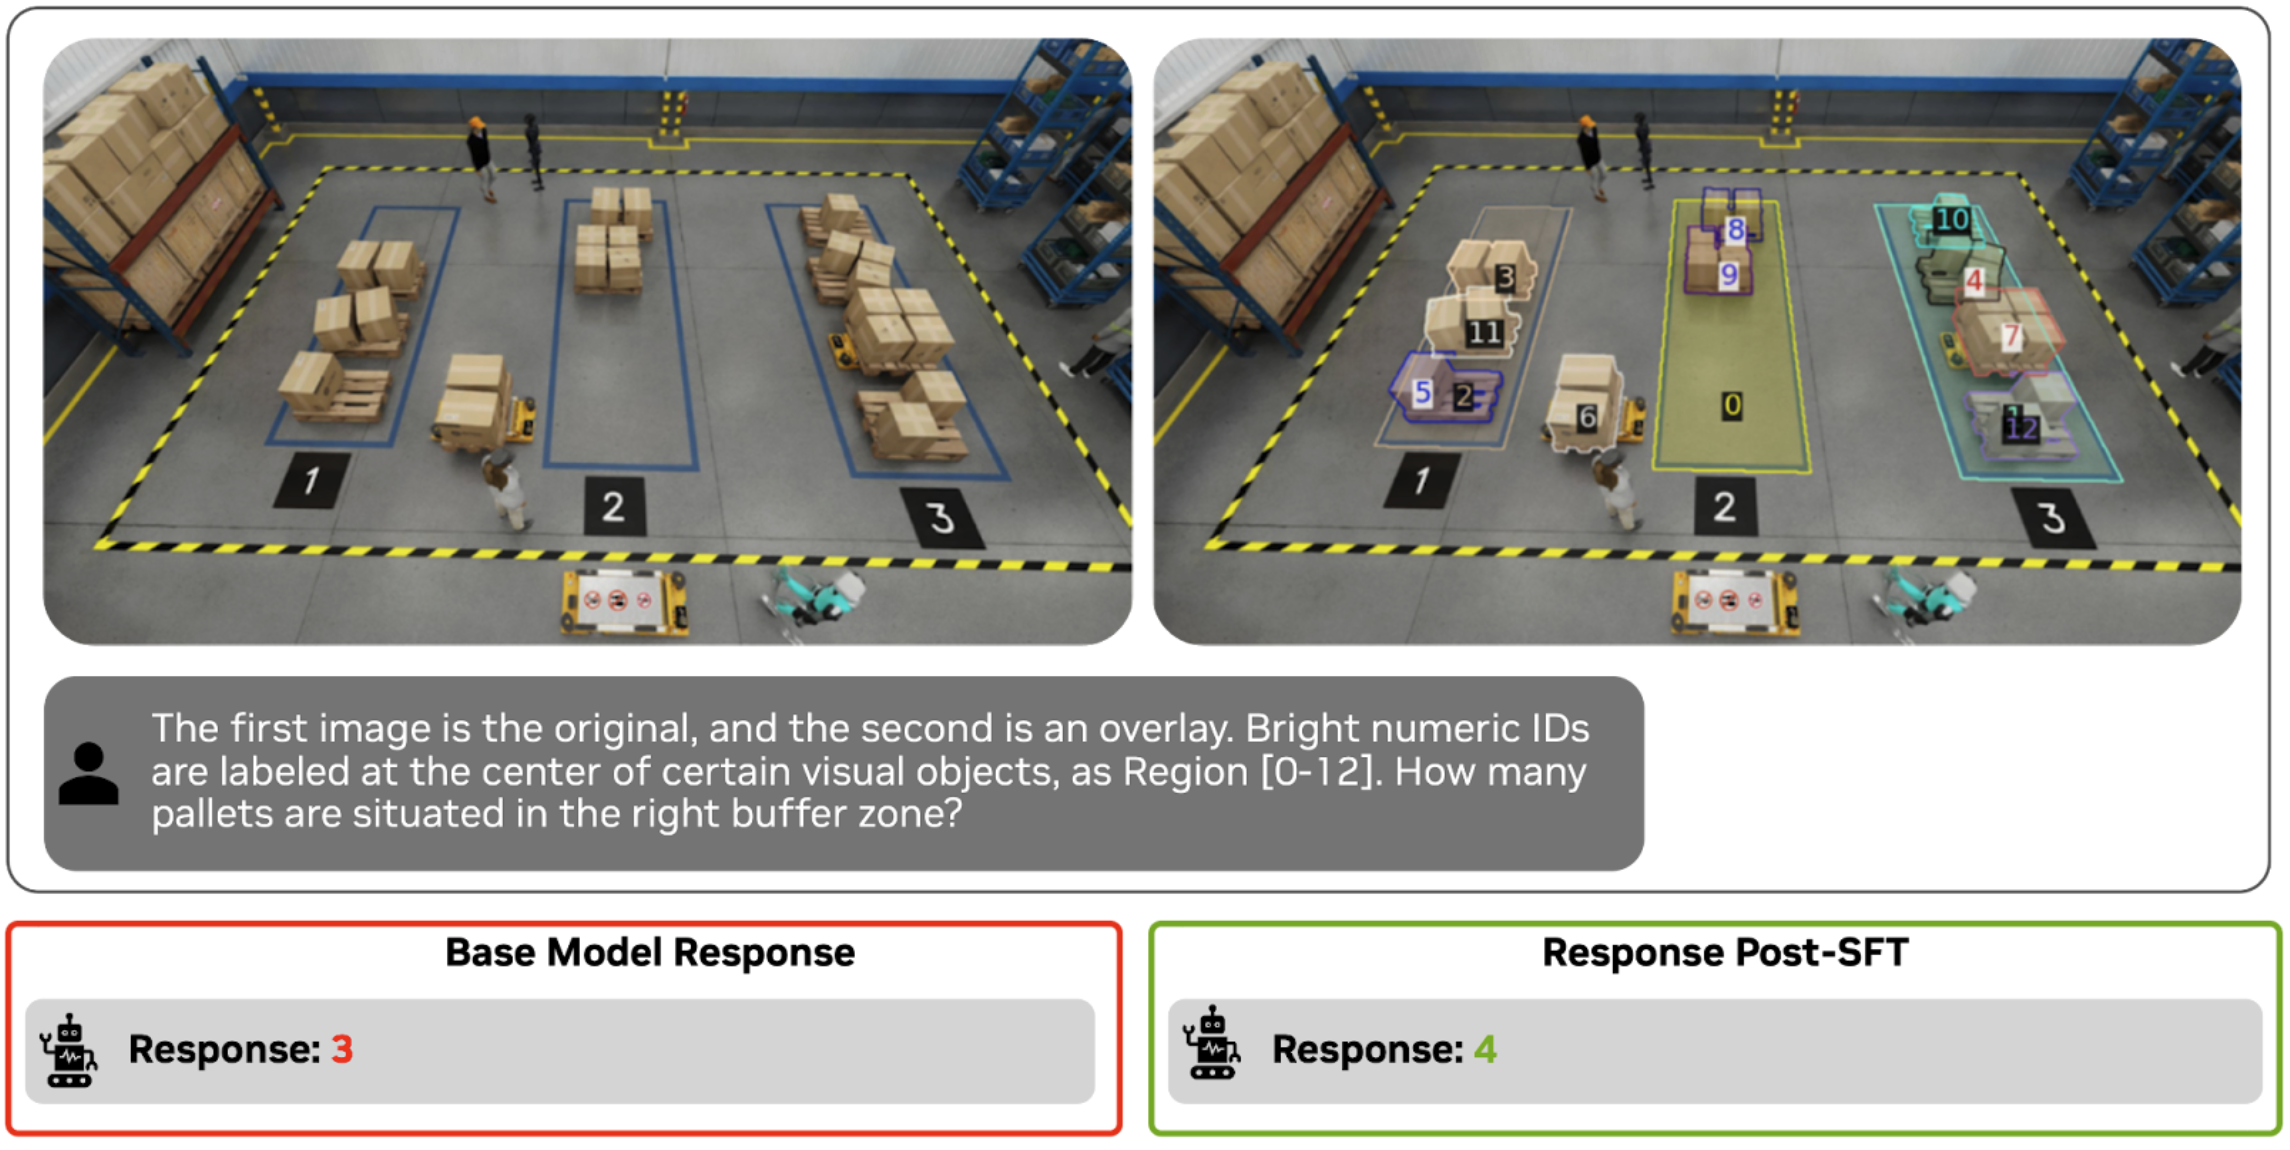 1
2
3
10
8
3
9
4
11
7
5
2
6
0
12
1
2
3
The first image is the original, and the second is an overlay. Bright numeric IDs
are labeled at the center of certain visual objects, as Region [0-12]. How many
pallets are situated in the right buffer zone?
Base Model Response
Response: 3
Response Post-SFT
Response: 4